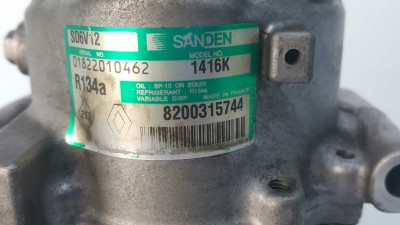 SD6V12 SANDEN
SERIAL NO. MODEL NO.
01822010462 1416K
R134a
OIL : SP-10 OR EQUIV.
REFRIGERANT : R134a
VARIABLE DISP. MADE IN FRANCE
8200315744